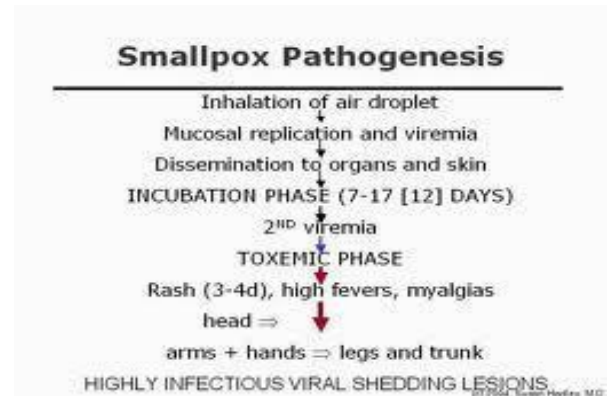 Smallpox Pathogenesis
Inhalation of air droplet
Mucosal replication and viremia
Dissemination to organs and skin
INCUBATION PHASE (7-17 [12] DAYS)
2ND viremia
TOXEMIC PHASE
Rash (3-4d), high fevers, myalgias
head ⇒
arms + hands ⇒ legs and trunk
HIGHLY INFECTIOUS VIRAL SHEDDING LESIONS